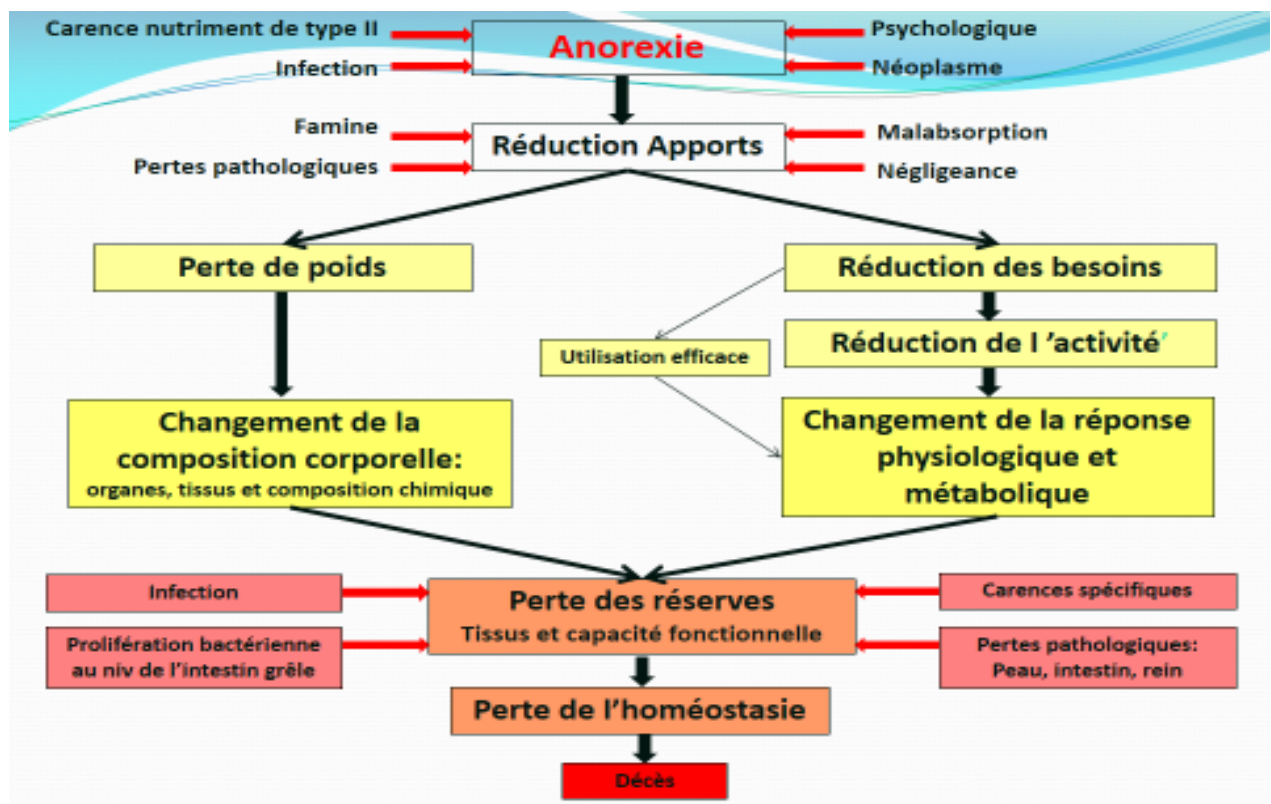 Carence nutriment de type II
Anorexie
Psychologique
Infection
Néoplasme
Famine
Réduction Apports
Malabsorption
Pertes pathologiques
Négligeance
Perte de poids
Réduction des besoins
Utilisation efficace
Réduction de l ’activité’
Changement de la
composition corporelle:
organes, tissus et composition chimique
Changement de la réponse
physiologique et
métabolique
Infection
Perte des réserves
Tissus et capacité fonctionnelle
Carences spécifiques
Prolifération bactérienne
au niv de l’intestin grêle
Pertes pathologiques:
Peau, intestin, rein
Perte de l’homéostasie
Décès